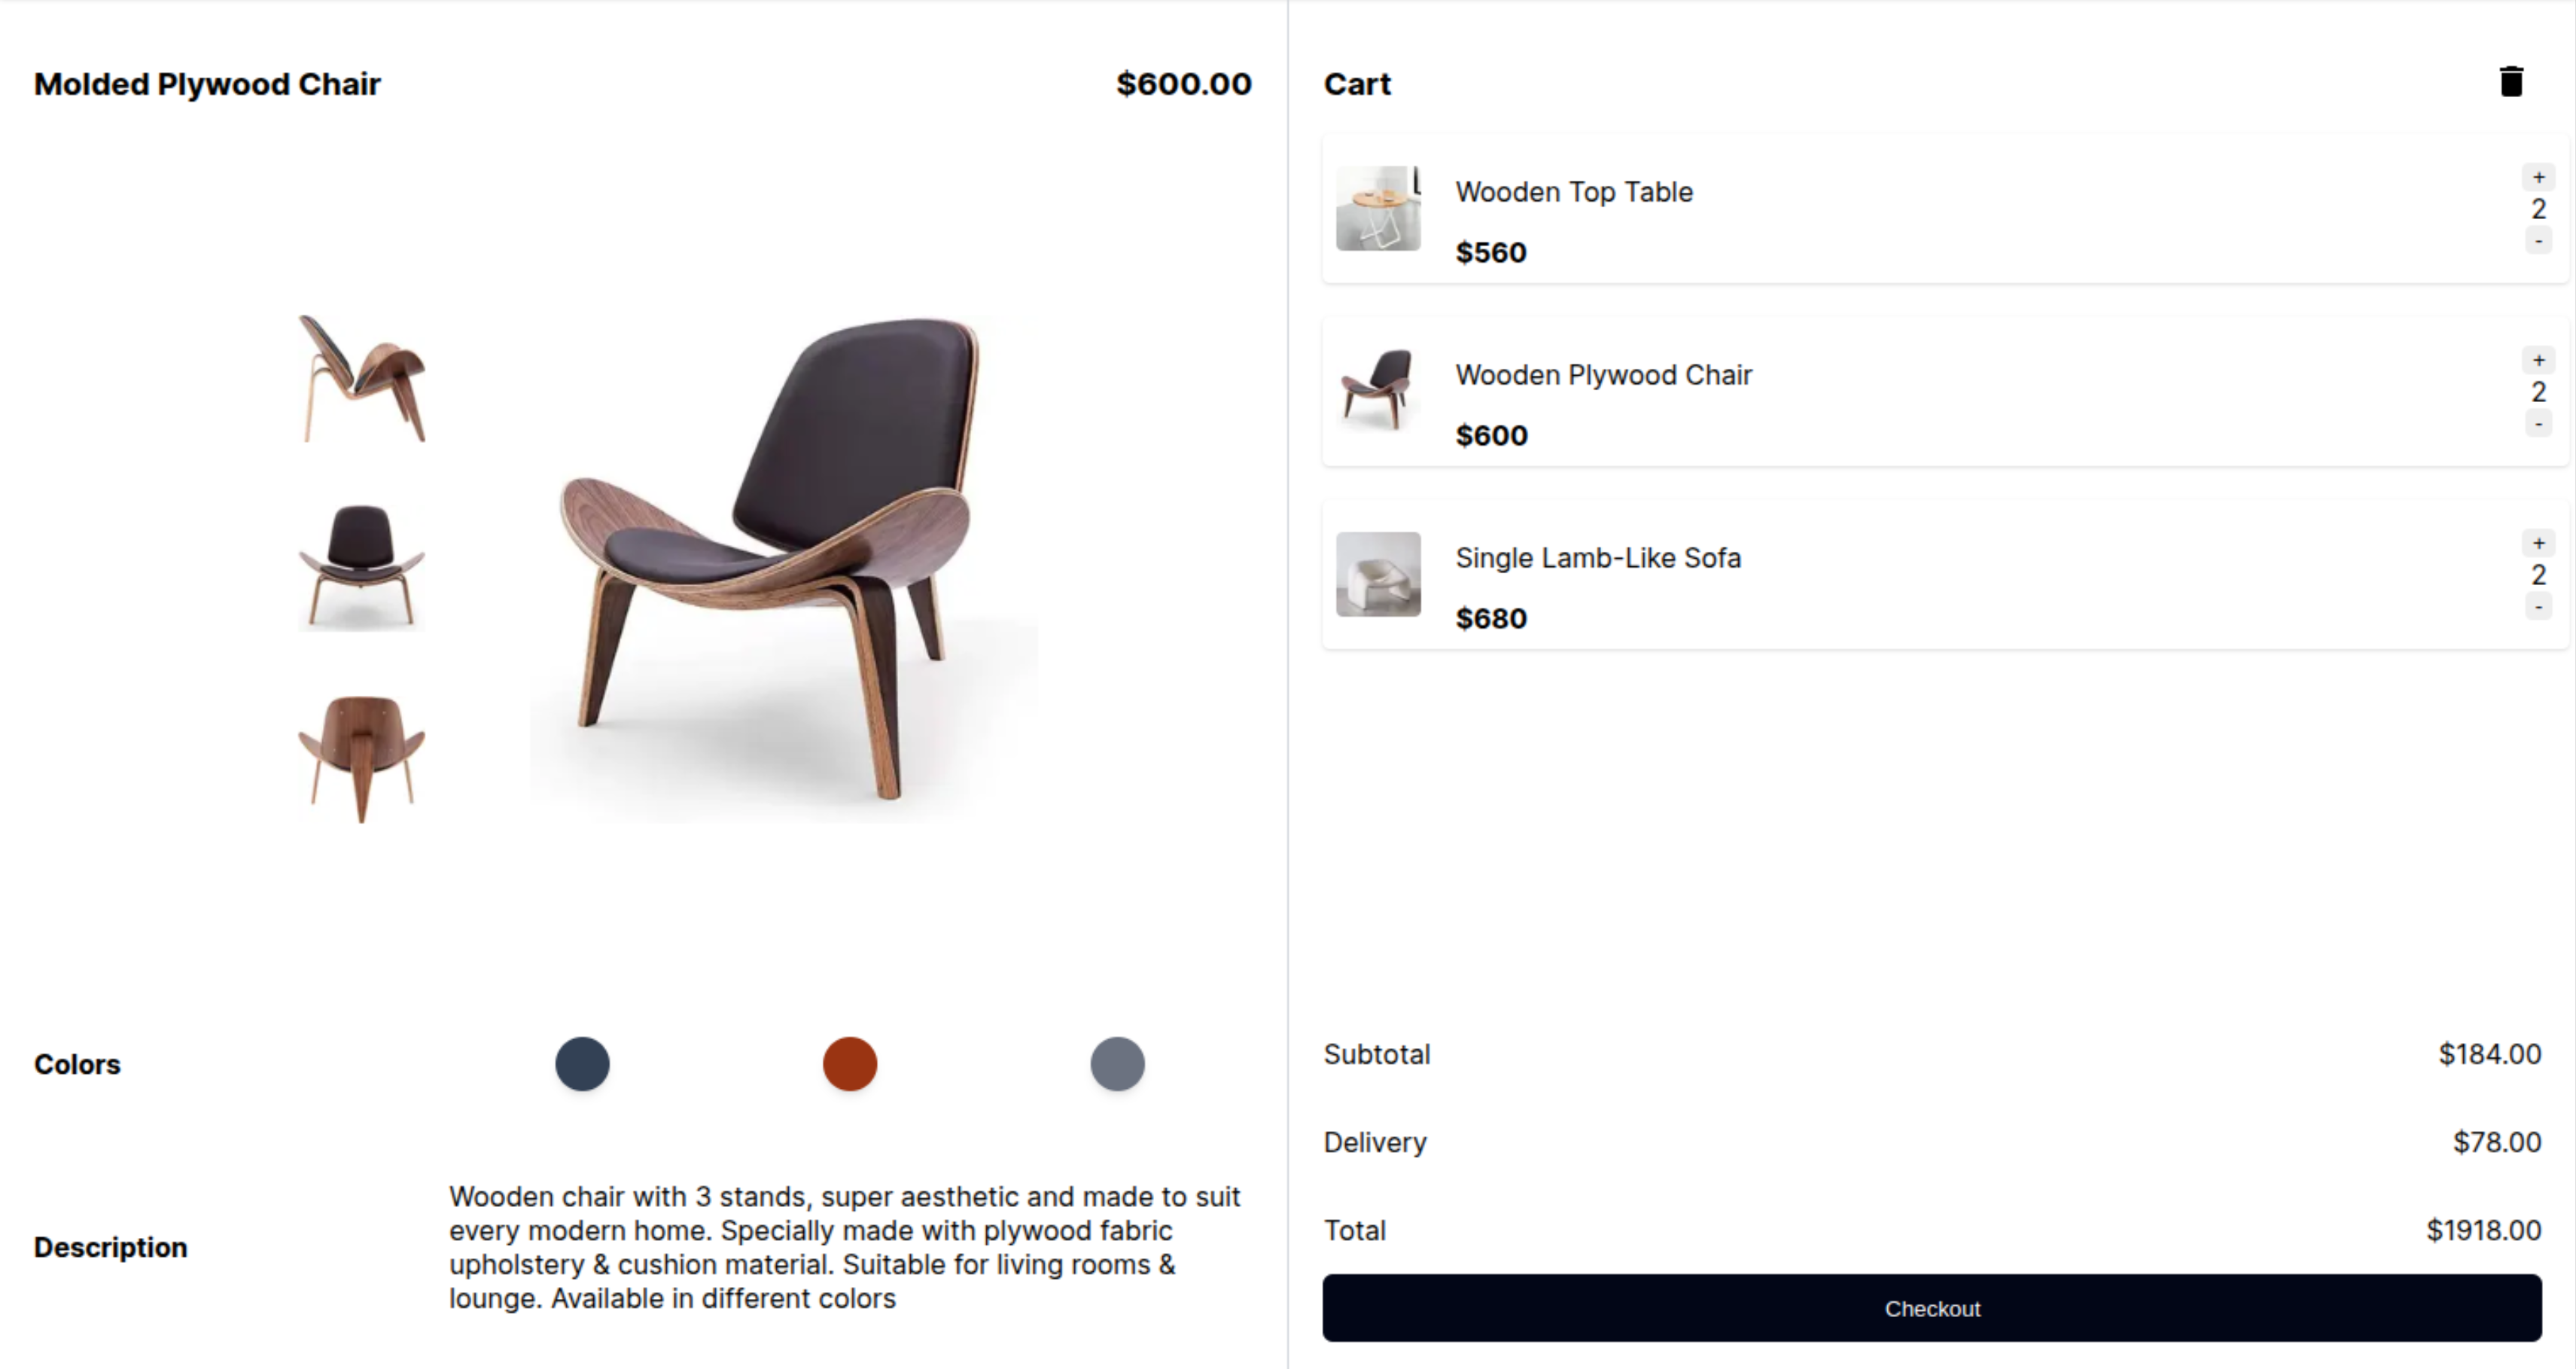 Molded Plywood Chair
$600.00
Colors
Description
Wooden chair with 3 stands, super aesthetic and made to suit
every modern home. Specially made with plywood fabric
upholstery & cushion material. Suitable for living rooms &
lounge. Available in different colors
Cart
Wooden Top Table
$560
+
2
-
Wooden Plywood Chair
$600
+
2
-
Single Lamb-Like Sofa
$680
+
2
-
Subtotal
$184.00
Delivery
$78.00
Total
$1918.00
Checkout